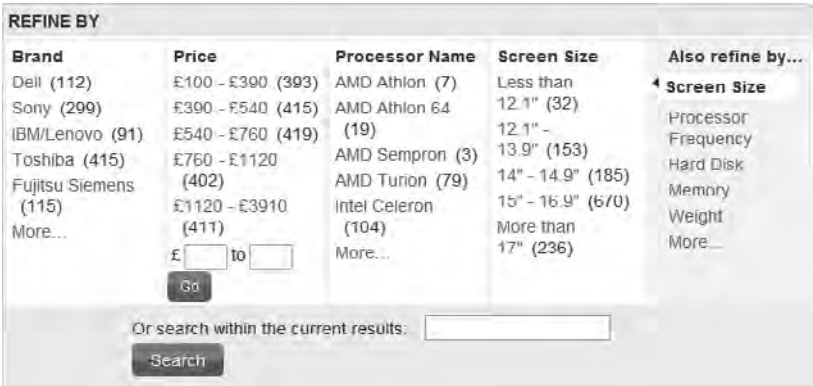 REFINE BY
Brand
Dell (112)
Sony (299)
IBM/Lenovo (91)
Toshiba (415)
Fujitsu Siemens
(115)
More...
Price
£100 - £390 (393)
£390 - £540 (415)
£540 - £760 (419)
£760 - £1120
(402)
£1120 - £3910
(411)
£ to
Go
Processor Name
AMD Athlon (7)
AMD Athlon 64
(19)
AMD Sempron (3)
AMD Turion (79)
Intel Celeron
(104)
More...
Screen Size
Less than
12.1" (32)
12.1" -
13.9" (153)
14" - 14.9" (185)
15" - 16.9" (670)
More than
17" (236)
Also refine by...
Screen Size
Processor
Frequency
Hard Disk
Memory
Weight
More...
Or search within the current results:
Search